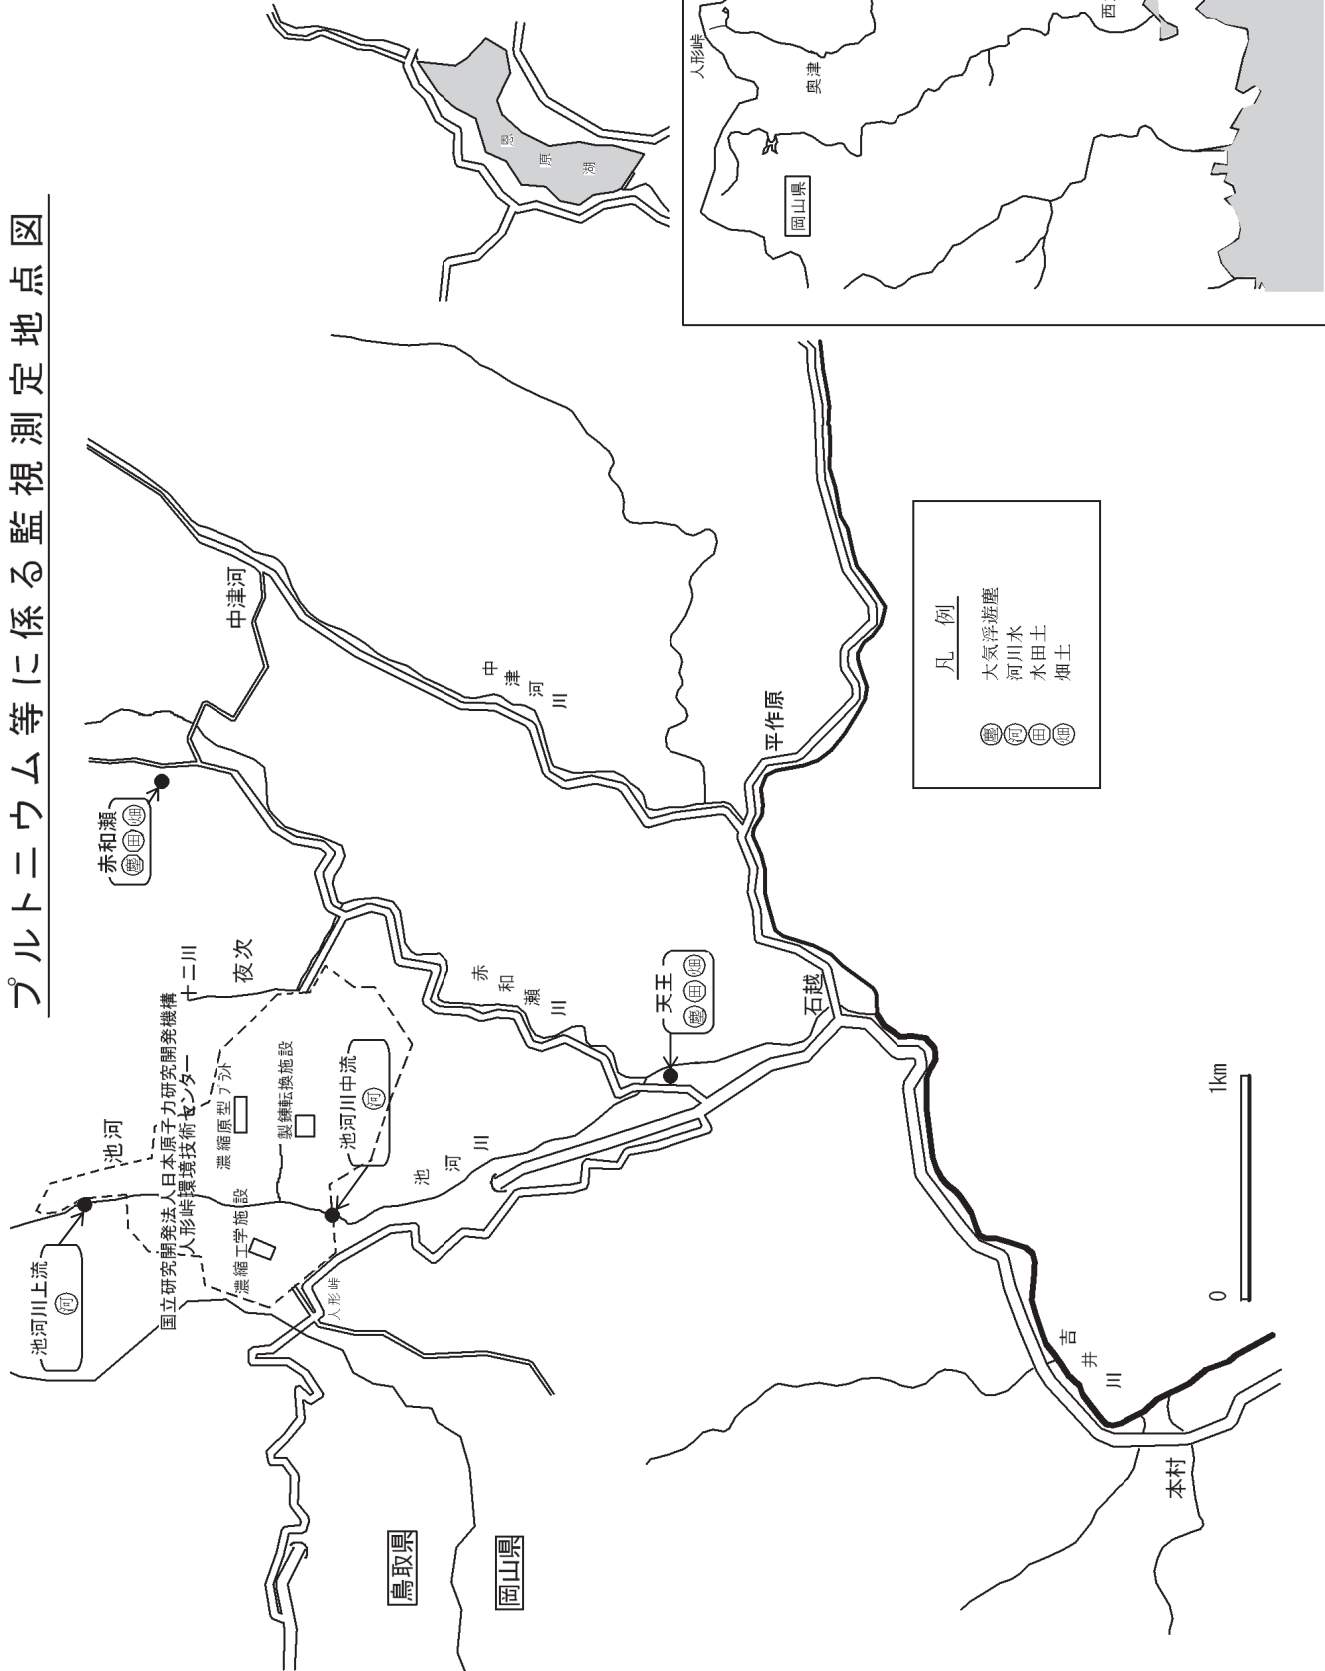 プルトニウム等に係る監視測定地点図
池河川上流
河
池河
国立研究開発法人日本原子力研究開発機構
人形峠環境技術センター
濃縮工学施設
濃縮原型プラント
製錬転換施設
池河川中流
河
人形峠
池河川
十二川
夜次
赤和瀬
塵 田 畑
中津河
中津河川
赤和瀬川
天王
塵 田 畑
石越
平作原
恩原湖
鳥取県
岡山県
吉井川
本村
0
1km
凡例
塵 大気浮遊塵
河 河川水
田 水田土
畑 畑土
人形峠
奥津
岡山県
西